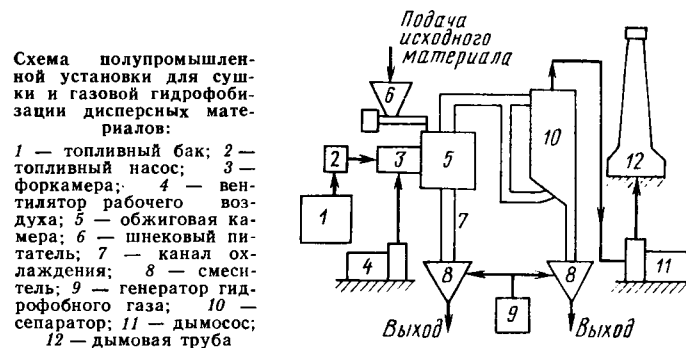 Схема полупромышлен-
ной установки для суш-
ки и газовой гидрофоби-
зации дисперсных мате-
риалов:
1 — топливный бак; 2 —
топливный насос; 3 —
форкамера; 4 — вен-
тилятор рабочего воз-
духа; 5 — обжиговая ка-
мера; 6 — шнековый пи-
татель; 7 — канал ох-
лаждения; 8 — смеси-
тель; 9 — генератор гид-
рофобного газа; 10 —
сепаратор; 11 — дымосос;
12 — дымовая труба
Подача
исходного
материала
6
10
12
2
3
5
1
7
4
8
8
11
9
Выход
Выход